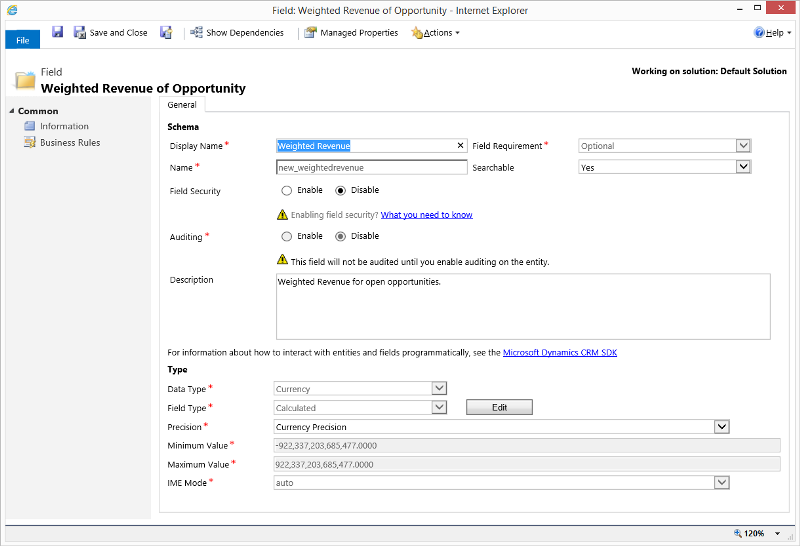 Field: Weighted Revenue of Opportunity - Internet Explorer
File Save and Close Show Dependencies Managed Properties Actions Help
Field
Weighted Revenue of Opportunity
Working on solution: Default Solution
Common
Information
Business Rules
General
Schema
Display Name* Weighted Revenue Field Requirement* Optional
Name* new_weightedrevenue Searchable Yes
Field Security Enable Disable
Enabling field security? What you need to know
Auditing* Enable Disable
This field will not be audited until you enable auditing on the entity.
Description Weighted Revenue for open opportunities.
For information about how to interact with entities and fields programmatically, see the Microsoft Dynamics CRM SDK
Type
Data Type* Currency
Field Type* Calculated Edit
Precision* Currency Precision
Minimum Value* -922,337,203,685,477.0000
Maximum Value* 922,337,203,685,477.0000
IME Mode* auto
120%